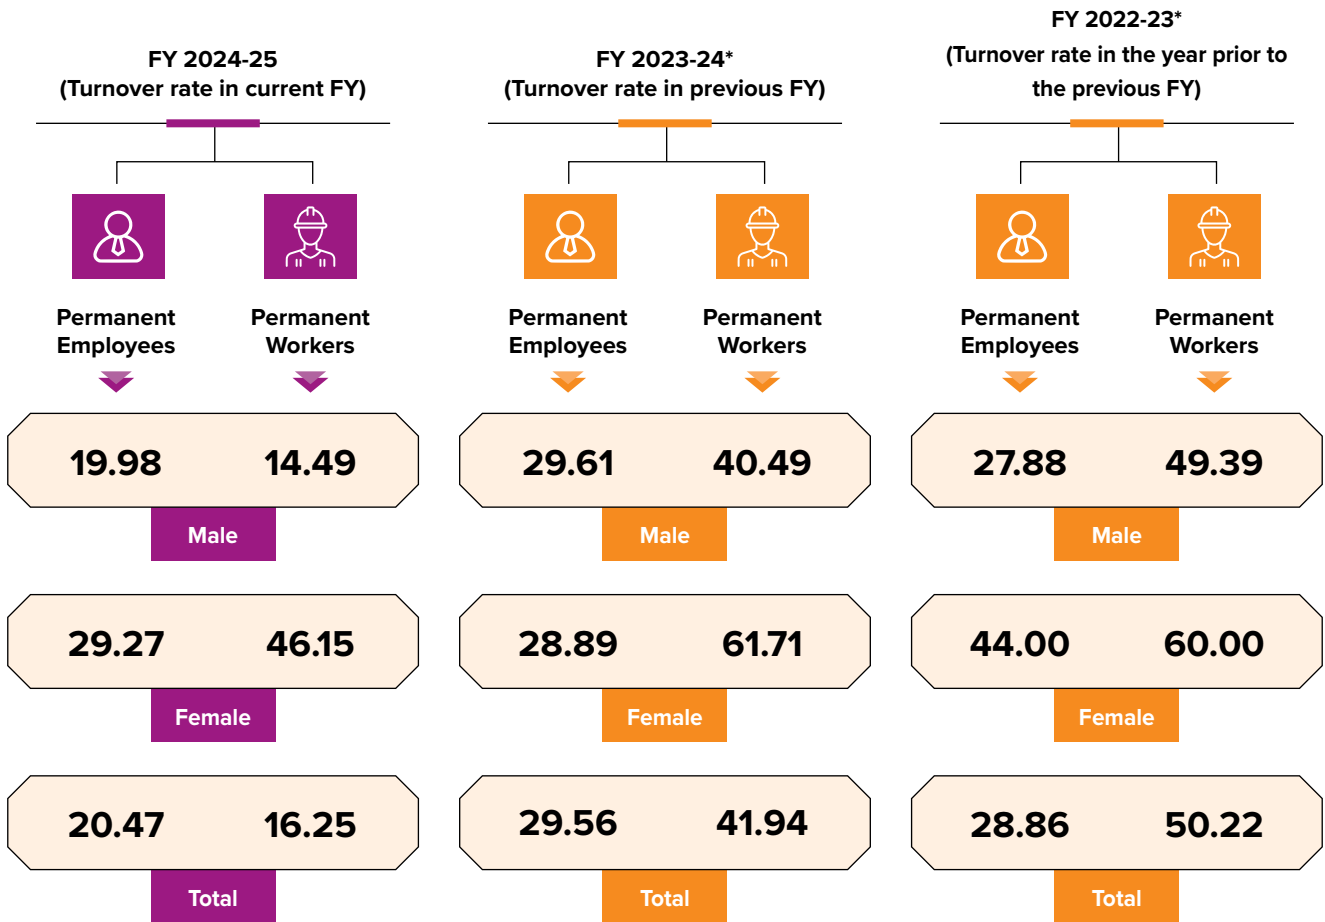 FY 2024-25
(Turnover rate in current FY)
Permanent
Employees
Permanent
Workers
19.98 14.49
Male
29.27 46.15
Female
20.47 16.25
Total
FY 2023-24*
(Turnover rate in previous FY)
Permanent
Employees
Permanent
Workers
29.61 40.49
Male
28.89 61.71
Female
29.56 41.94
Total
FY 2022-23*
(Turnover rate in the year prior to
the previous FY)
Permanent
Employees
Permanent
Workers
27.88 49.39
Male
44.00 60.00
Female
28.86 50.22
Total